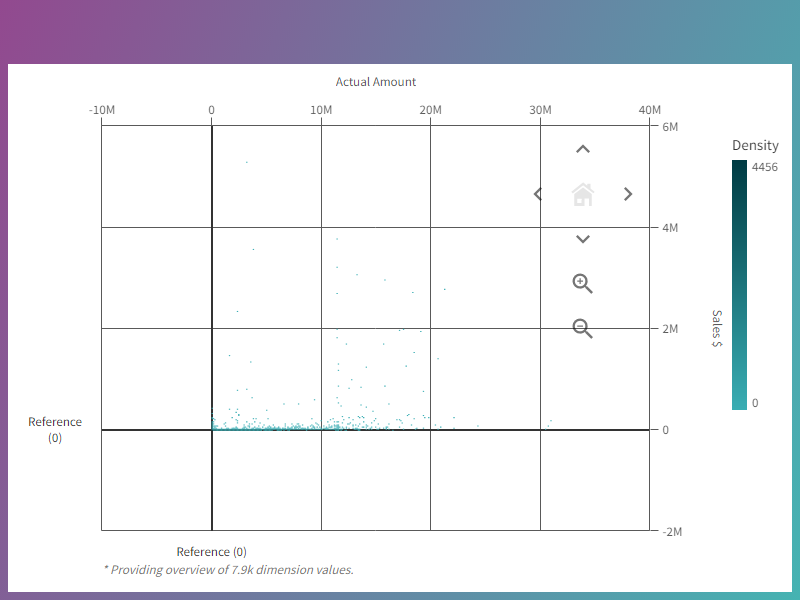 Actual Amount
-10M 0 10M 20M 30M 40M
6M
4M
2M
0
-2M
Sales $
Density
4456
0
Reference
(0)
Reference (0)
* Providing overview of 7.9k dimension values.